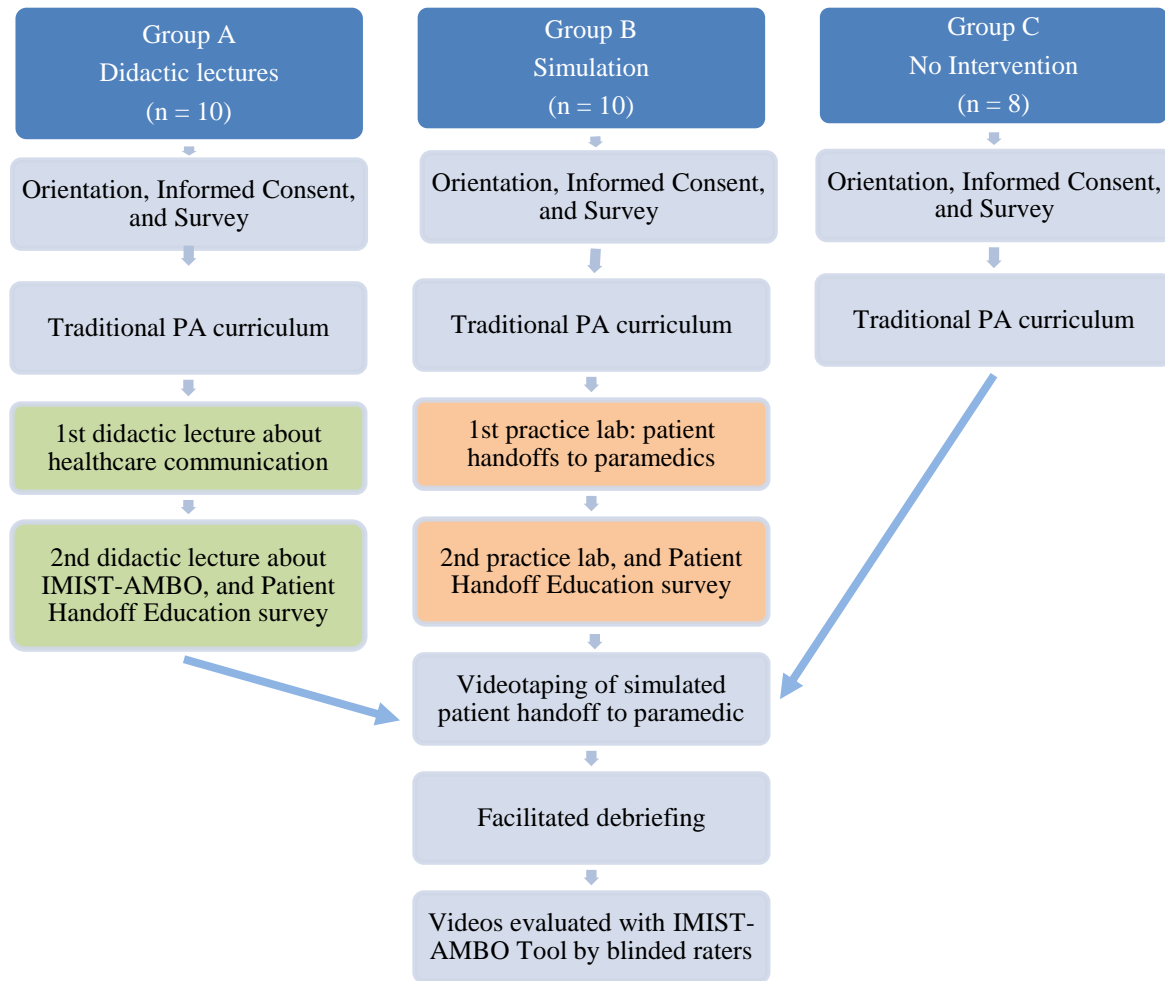 Group A
Didactic lectures
(n = 10)
Orientation, Informed Consent,
and Survey
Traditional PA curriculum
1st didactic lecture about
healthcare communication
2nd didactic lecture about
IMIST-AMBO, and Patient
Handoff Education survey
Group B
Simulation
(n = 10)
Orientation, Informed Consent,
and Survey
Traditional PA curriculum
1st practice lab: patient
handoffs to paramedics
2nd practice lab, and Patient
Handoff Education survey
Group C
No Intervention
(n = 8)
Orientation, Informed Consent,
and Survey
Traditional PA curriculum
Videotaping of simulated
patient handoff to paramedic
Facilitated debriefing
Videos evaluated with IMIST-
AMBO Tool by blinded raters